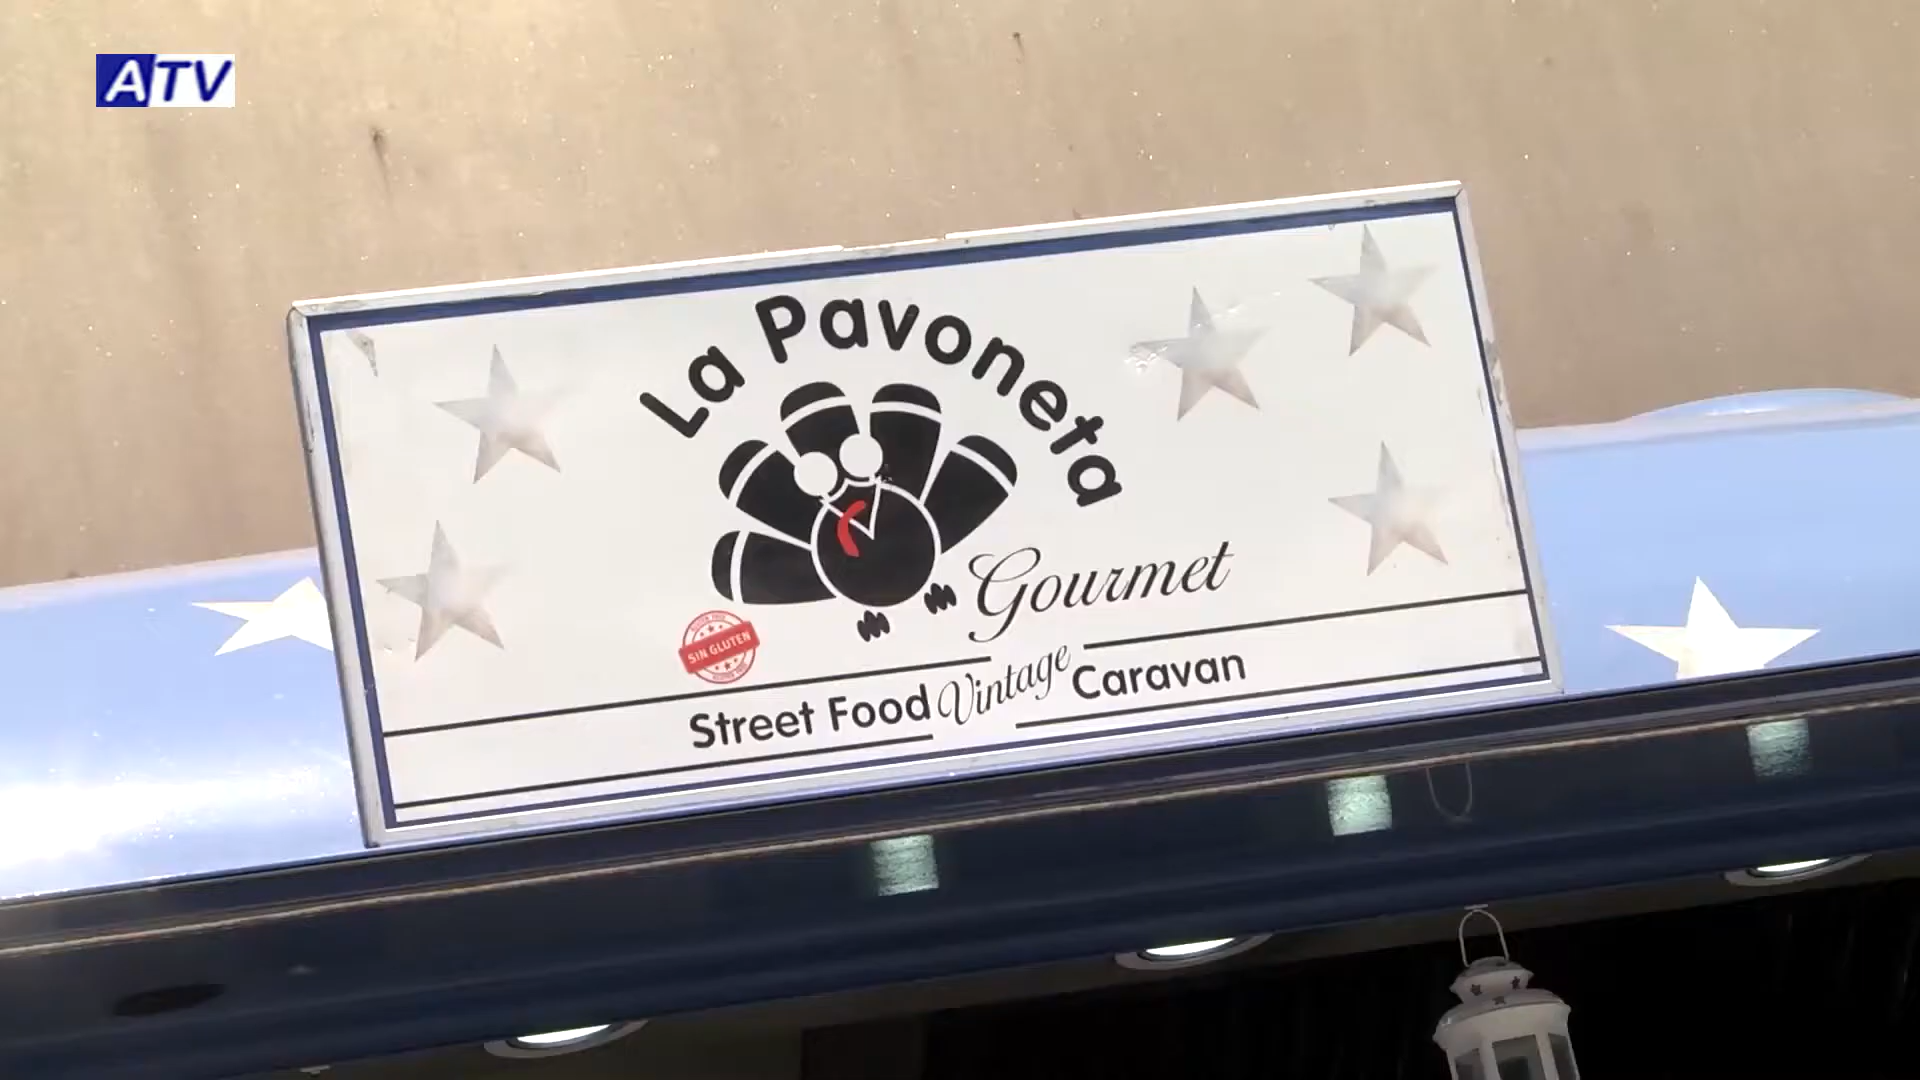 ATV
La Pavoneta
Gourmet
SIN GLUTEN
Street Food Vintage Caravan